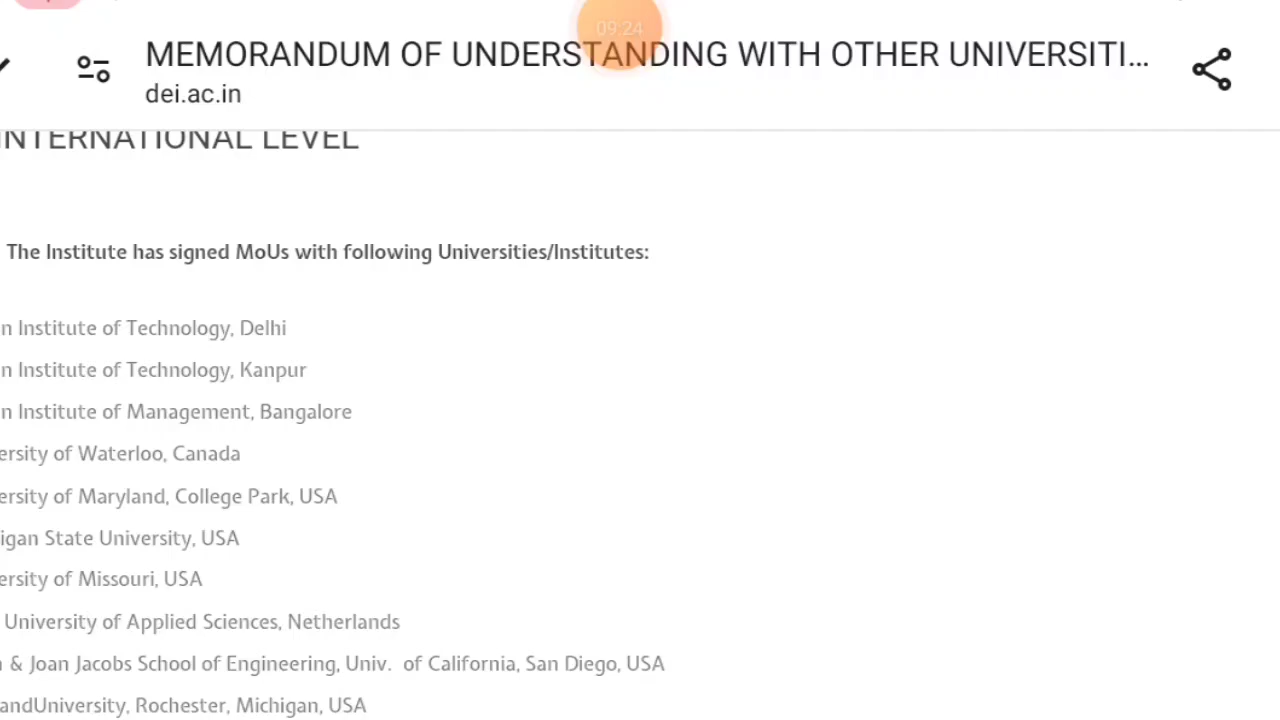 09:24
MEMORANDUM OF UNDERSTANDING WITH OTHER UNIVERSITI...
dei.ac.in
INTERNATIONAL LEVEL
The Institute has signed MoUs with following Universities/Institutes:
n Institute of Technology, Delhi
n Institute of Technology, Kanpur
n Institute of Management, Bangalore
ersity of Waterloo, Canada
ersity of Maryland, College Park, USA
igan State University, USA
ersity of Missouri, USA
University of Applied Sciences, Netherlands
& Joan Jacobs School of Engineering, Univ. of California, San Diego, USA
andUniversity, Rochester, Michigan, USA